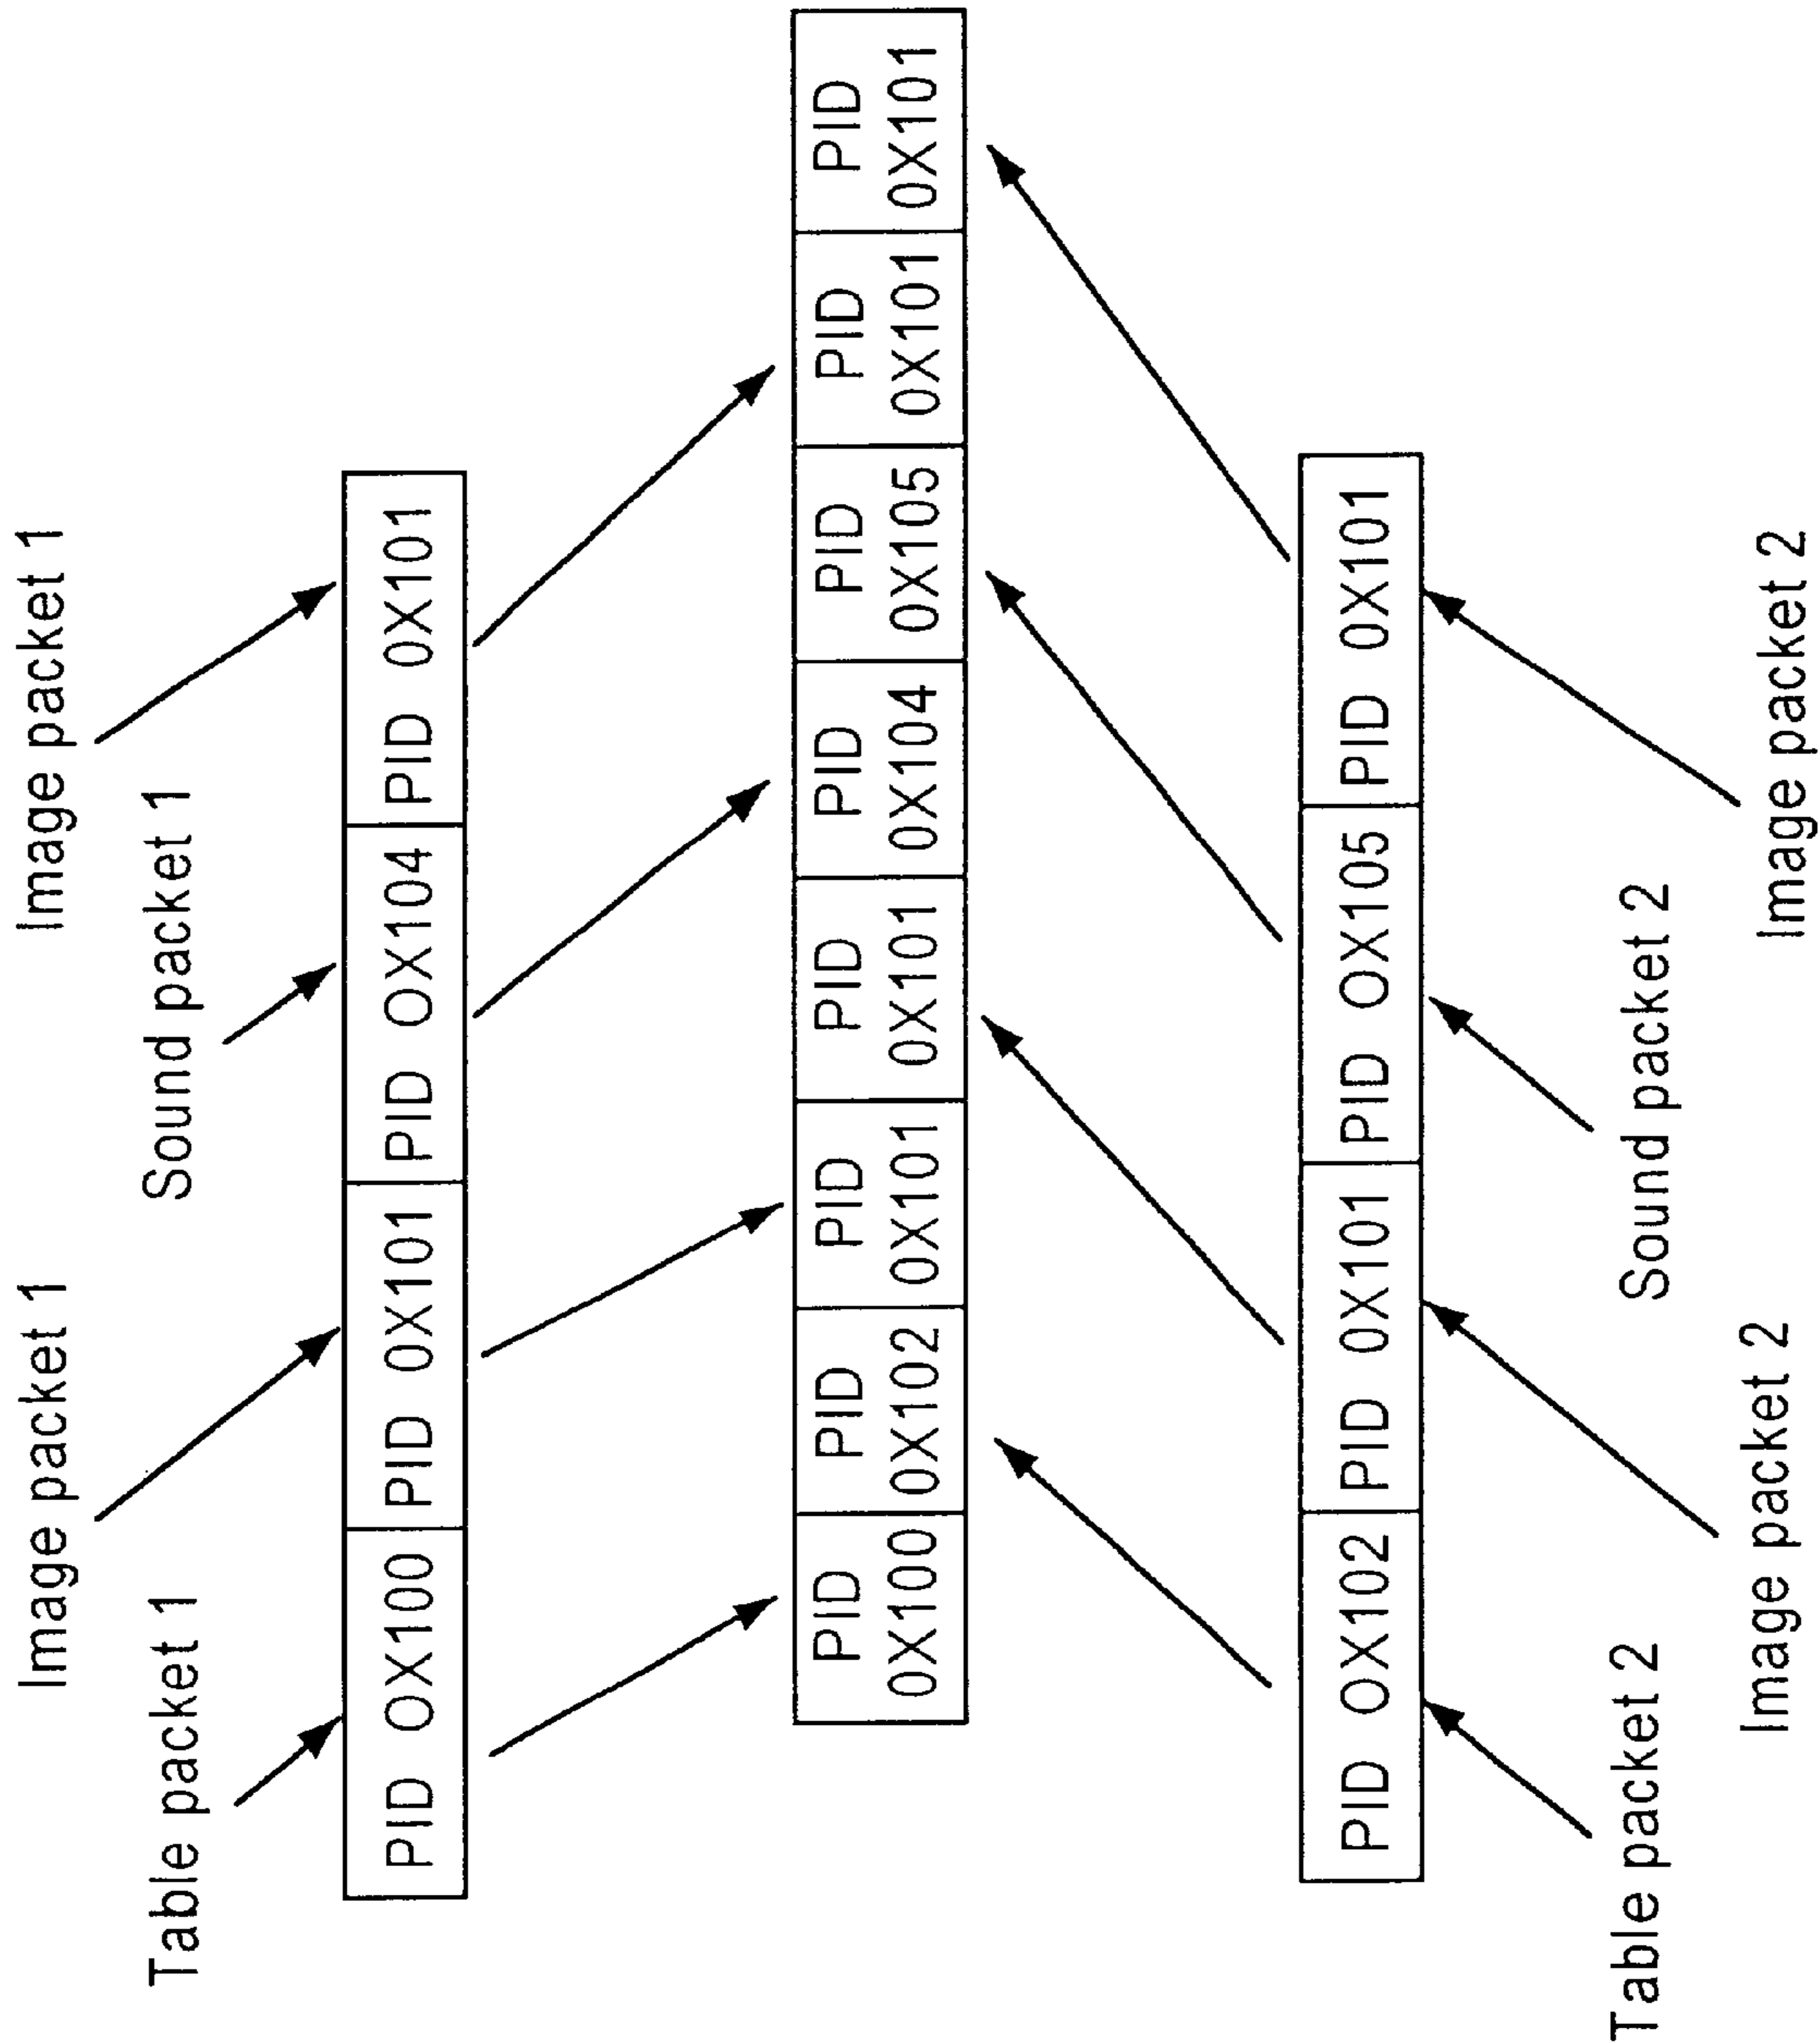 Image packet 1 Image packet 1
Table packet 1 Sound packet 1
PID OX100 PID 0X101 PID OX104 PID 0X101
PID PID PID PID PID PID PID PID
0X100 0X102 0X101 0X101 0X104 0X105 0X101 0X101
PID OX102 PID 0X101 PID OX105 PID 0X101
Table packet 2 Sound packet 2
Image packet 2 Image packet 2